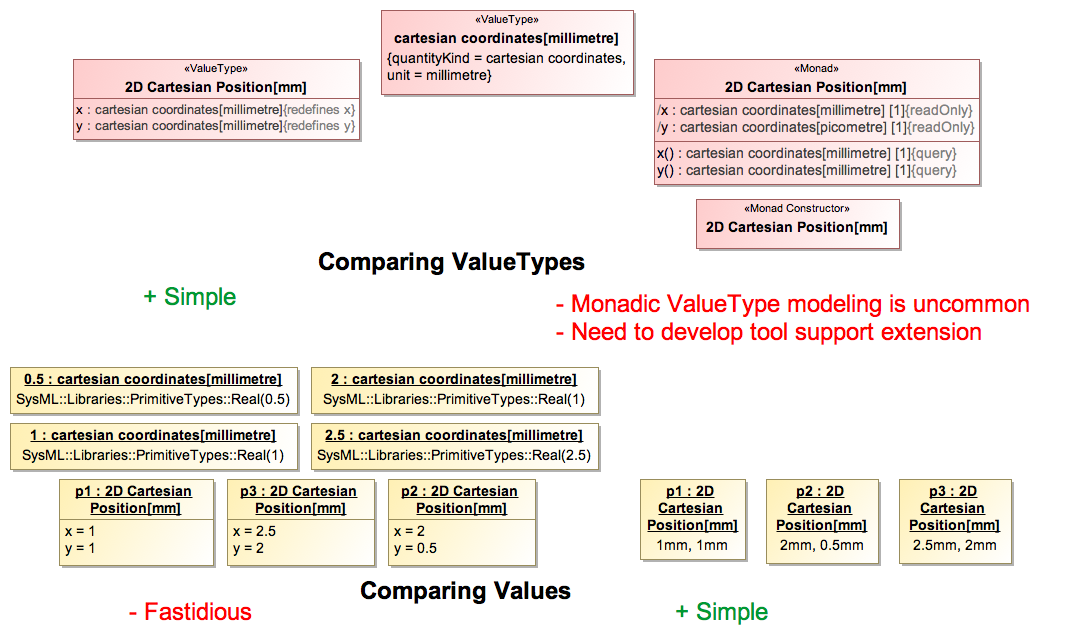 «ValueType»
cartesian coordinates[millimetre]
{quantityKind = cartesian coordinates,
unit = millimetre}
«ValueType»
2D Cartesian Position[mm]
x : cartesian coordinates[millimetre]{redefines x}
y : cartesian coordinates[millimetre]{redefines y}
«Monad»
2D Cartesian Position[mm]
/x : cartesian coordinates[millimetre] [1]{readOnly}
/y : cartesian coordinates[picometre] [1]{readOnly}
x() : cartesian coordinates[millimetre] [1]{query}
y() : cartesian coordinates[millimetre] [1]{query}
«Monad Constructor»
2D Cartesian Position[mm]
Comparing ValueTypes
+ Simple
- Monadic ValueType modeling is uncommon
- Need to develop tool support extension
0.5 : cartesian coordinates[millimetre]
SysML::Libraries::PrimitiveTypes::Real(0.5)
2 : cartesian coordinates[millimetre]
SysML::Libraries::PrimitiveTypes::Real(1)
1 : cartesian coordinates[millimetre]
SysML::Libraries::PrimitiveTypes::Real(1)
2.5 : cartesian coordinates[millimetre]
SysML::Libraries::PrimitiveTypes::Real(2.5)
p1 : 2D Cartesian
Position[mm]
x = 1
y = 1
p3 : 2D Cartesian
Position[mm]
x = 2.5
y = 2
p2 : 2D Cartesian
Position[mm]
x = 2
y = 0.5
p1 : 2D
Cartesian
Position[mm]
1mm, 1mm
p2 : 2D
Cartesian
Position[mm]
2mm, 0.5mm
p3 : 2D
Cartesian
Position[mm]
2.5mm, 2mm
Comparing Values
- Fastidious
+ Simple